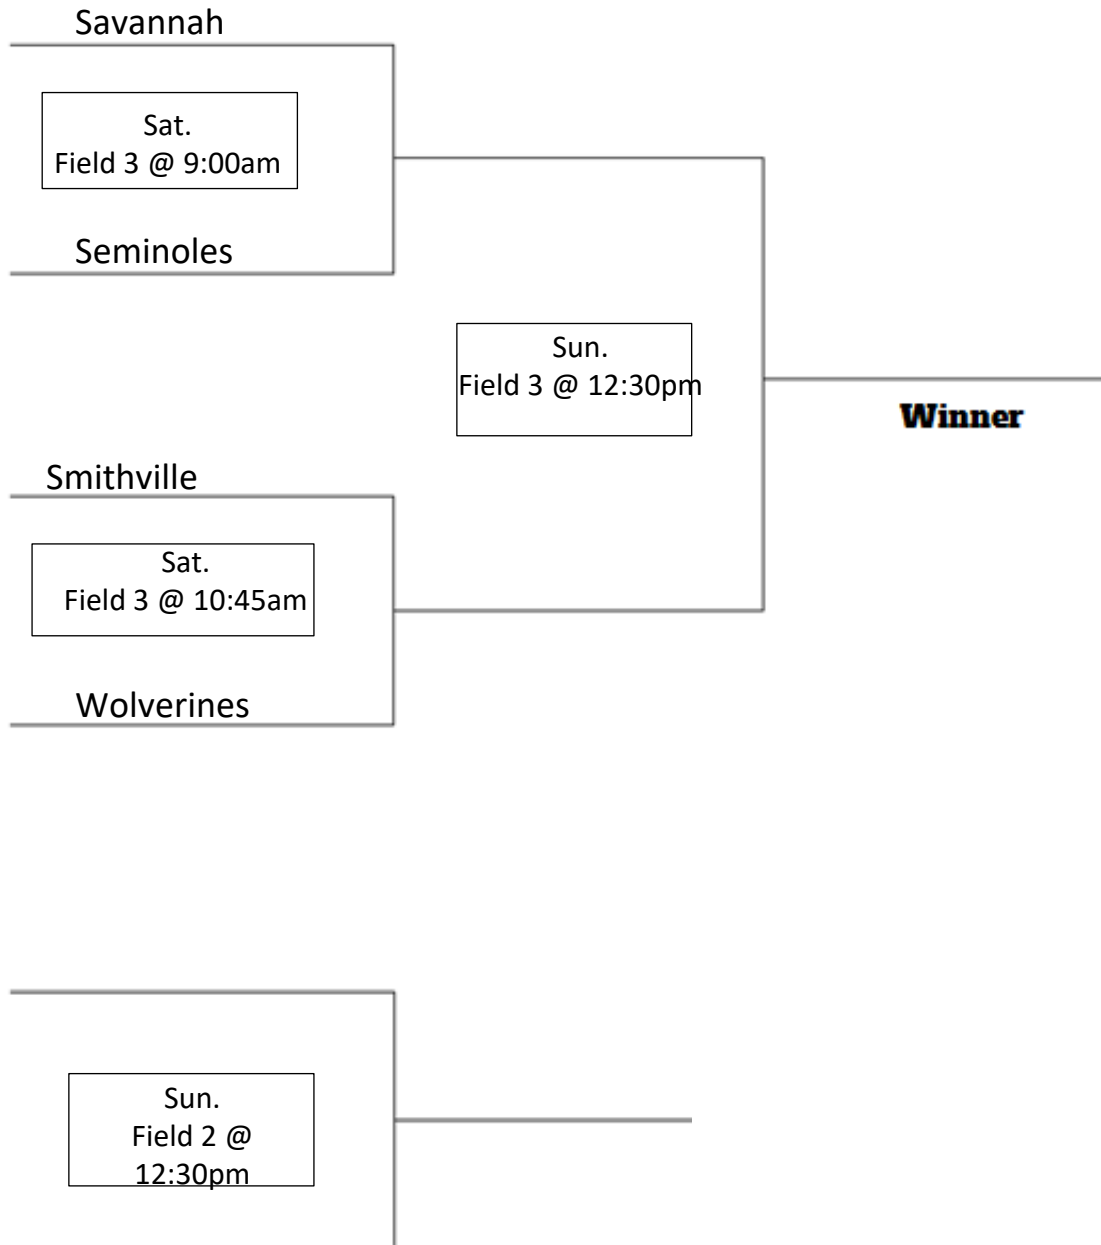 Savannah
Sat.
Field 3 @ 9:00am
Seminoles
Sun.
Field 3 @ 12:30pm
Winner
Smithville
Sat.
Field 3 @ 10:45am
Wolverines
Sun.
Field 2 @
12:30pm